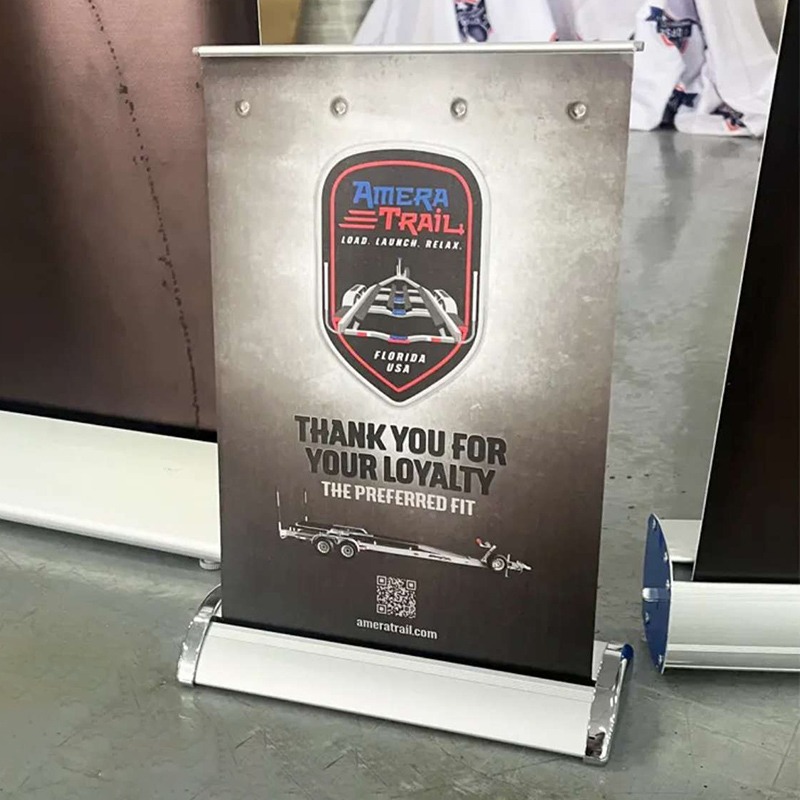 AMERA
TRAIL
LOAD. LAUNCH. RELAX.
FLORIDA
USA
THANK YOU FOR
YOUR LOYALTY
THE PREFERRED FIT
ameratrail.com